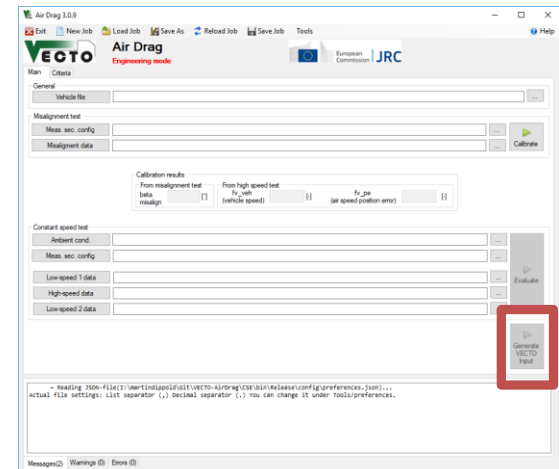 Air Drag 3.0.9
Exit New Job Load Job Save As Reload Job Save Job Tools Help
VECTO
Air Drag
Engineering mode
European Commission JRC
Main Criteria
General
Vehicle file ...
Misalignment test
Meas. sec. config ...
Misaligment data ...
Calibrate
Calibration results
From misalignment test From high speed test
beta misalign [°] fv_veh (vehicle speed) [-] fv_pe (air speed position error) [-]
Constant speed test
Ambient cond. ...
Meas. sec. config ...
Low-speed 1 data ...
High-speed data ...
Low-speed 2 data ...
Evaluate
Generate
VECTO
Input
~ Reading JSON-file(I:\martindippold\Git\VECTO-AirDrag\CSE\bin\Release\config\preferences.json)...
Actual file settings: List separator (,) Decimal separator (.) You can change it under Tools/preferences.
Messages(2) Warnings (0) Errors (0)